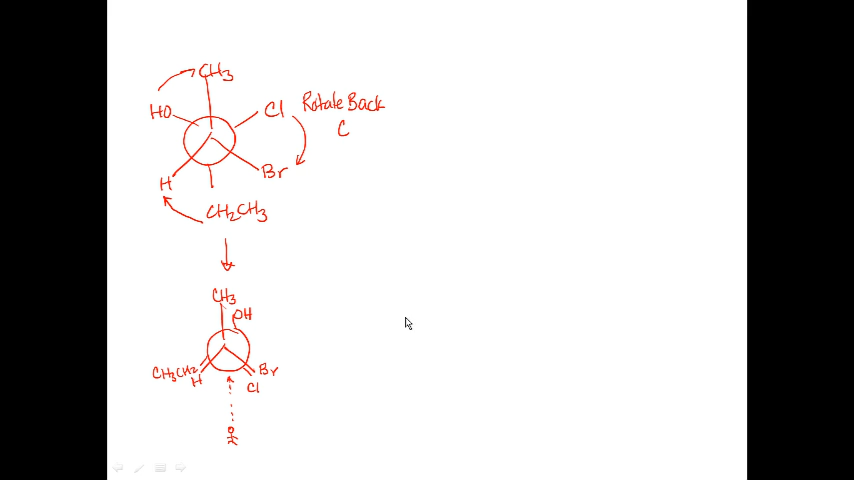 CH3
HO
Cl
Rotate Back
C
H
Br
CH2CH3
CH3
OH
CH3CH2
H
Br
Cl